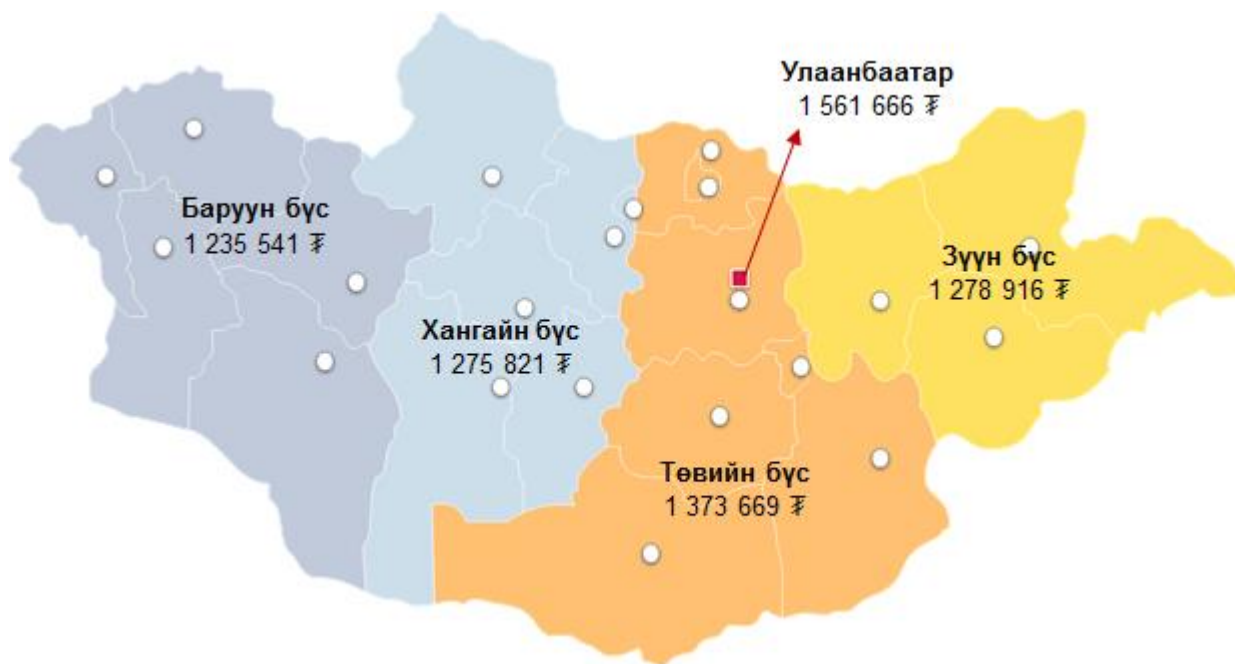 Улаанбаатар
1 561 666 ₮
Баруун бүс
1 235 541 ₮
Зүүн бүс
1 278 916 ₮
Хангайн бүс
1 275 821 ₮
Төвийн бүс
1 373 669 ₮